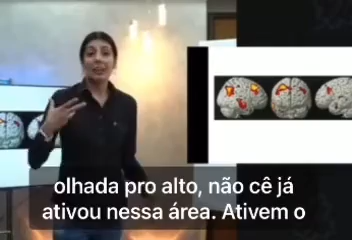 olhada pro alto, não cê já
ativou nessa área. Ativem o